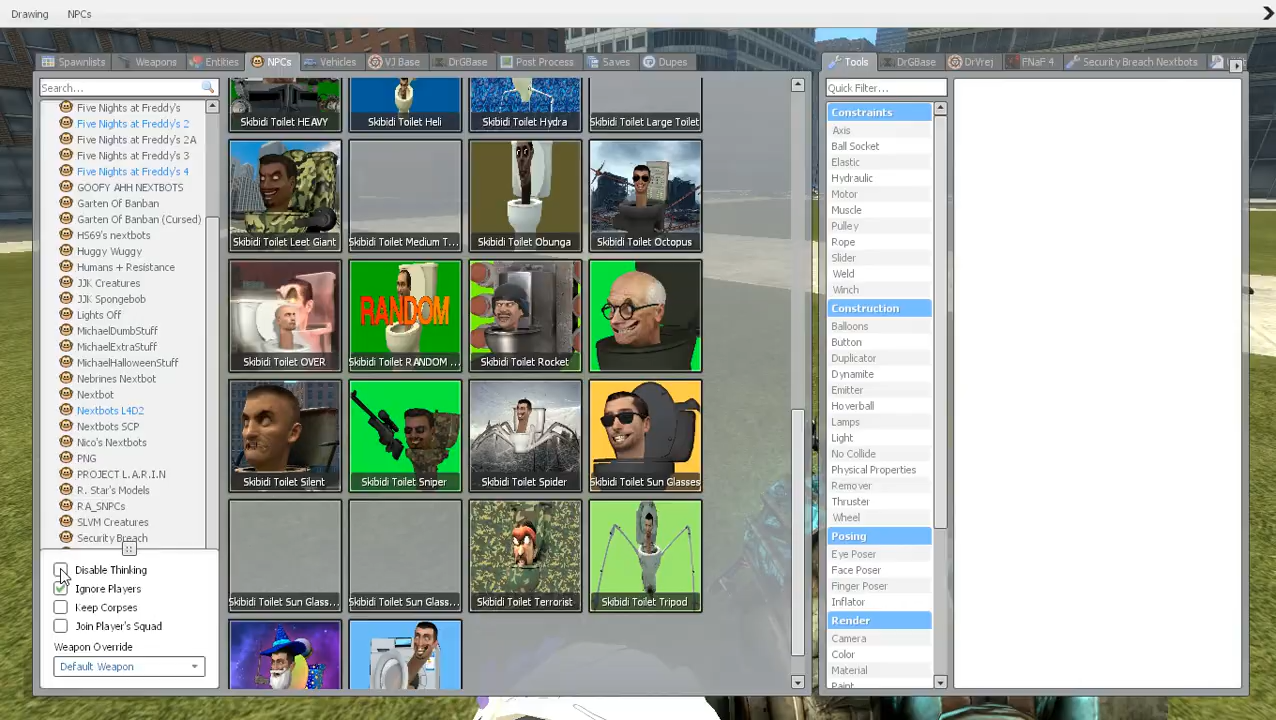 Drawing NPCs
Spawnlists Weapons Entities NPCs Vehicles VJ Base DrGBase Post Process Saves Dupes
Tools DrGBase DrVrej FNaF 4 Security Breach Nextbots
Search...
Quick Filter...
Five Nights at Freddy's
Five Nights at Freddy's 2
Five Nights at Freddy's 2A
Five Nights at Freddy's 3
Five Nights at Freddy's 4
GOOFY AHH NEXTBOTS
Garten Of Banban
Garten Of Banban (Cursed)
HS69's nextbots
Huggy Wuggy
Humans + Resistance
JJK Creatures
JJK Spongebob
Lights Off
MichaelDumbStuff
MichaelExtraStuff
MichaelHalloweenStuff
Nebrines Nextbot
Nextbot
Nextbots L4D2
Nextbots SCP
Nico's Nextbots
PNG
PROJECT L.A.R.I.N
R. Star's Models
RA_SNPCs
SLVM Creatures
Security Breach
Disable Thinking
Ignore Players
Keep Corpses
Join Player's Squad
Weapon Override
Default Weapon
Skibidi Toilet HEAVY
Skibidi Toilet Heli
Skibidi Toilet Hydra
Skibidi Toilet Large Toilet
Skibidi Toilet Leet Giant
Skibidi Toilet Medium T...
Skibidi Toilet Obunga
Skibidi Toilet Octopus
Skibidi Toilet OVER
RANDOM
Skibidi Toilet RANDOM ...
Skibidi Toilet Rocket
Skibidi Toilet Silent
Skibidi Toilet Sniper
Skibidi Toilet Spider
Skibidi Toilet Sun Glasses
Skibidi Toilet Sun Glass...
Skibidi Toilet Sun Glass...
Skibidi Toilet Terrorist
Skibidi Toilet Tripod
Constraints
Axis
Ball Socket
Elastic
Hydraulic
Motor
Muscle
Pulley
Rope
Slider
Weld
Winch
Construction
Balloons
Button
Duplicator
Dynamite
Emitter
Hoverball
Lamps
Light
No Collide
Physical Properties
Remover
Thruster
Wheel
Posing
Eye Poser
Face Poser
Finger Poser
Inflator
Render
Camera
Color
Material
Paint